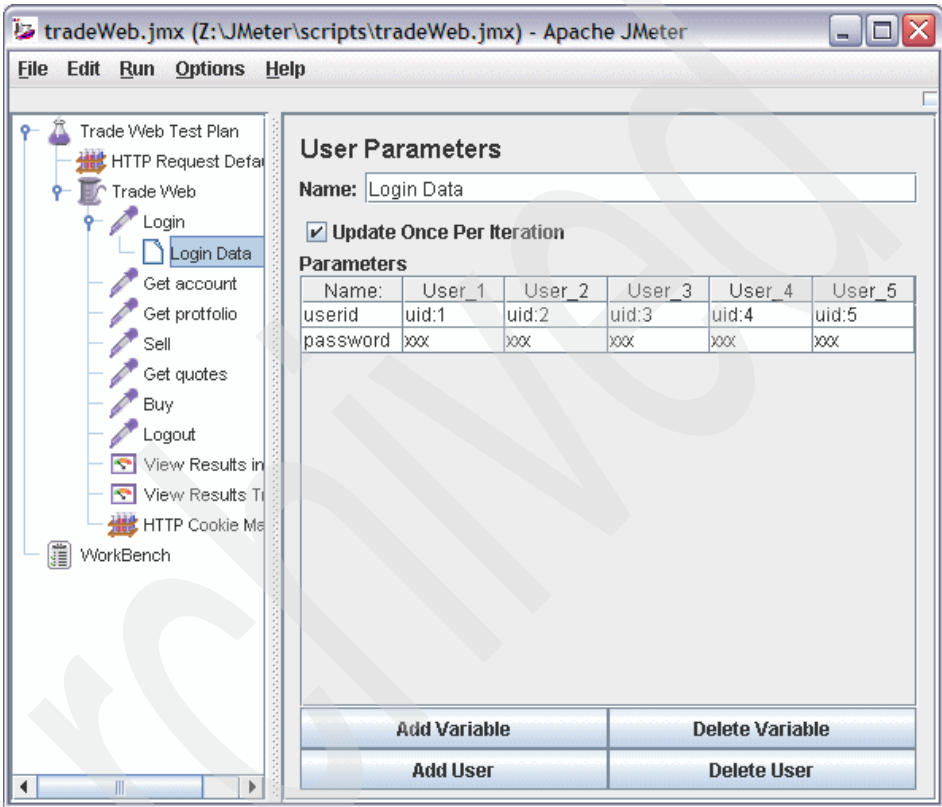 tradeWeb.jmx (Z:\JMeter\scripts\tradeWeb.jmx) - Apache JMeter
File Edit Run Options Help
Trade Web Test Plan
HTTP Request Defau
Trade Web
Login
Login Data
Get account
Get protfolio
Sell
Get quotes
Buy
Logout
View Results in
View Results Tr
HTTP Cookie Ma
WorkBench
User Parameters
Name: Login Data
Update Once Per Iteration
Parameters
Name: User_1 User_2 User_3 User_4 User_5
userid uid:1 uid:2 uid:3 uid:4 uid:5
password xxx xxx xxx xxx xxx
Add Variable Delete Variable
Add User Delete User
rchived